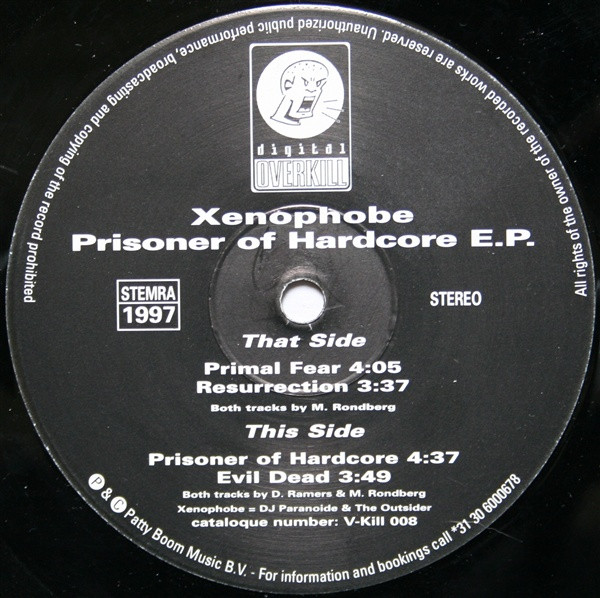 digital
OVERKILL
Xenophobe
Prisoner of Hardcore E.P.
STEMRA
1997
STEREO
That Side
Primal Fear 4:05
Resurrection 3:37
Both tracks by M. Rondberg
This Side
Prisoner of Hardcore 4:37
Evil Dead 3:49
Both tracks by D. Ramers & M. Rondberg
Xenophobe = DJ Paranoide & The Outsider
catalogue number: V-Kill 008
P & C Patty Boom Music B.V. - For information and bookings call *31 30 6000678
All rights of the owner of the recorded works are reserved. Unauthorized public performance, broadcasting and copying of the record prohibited